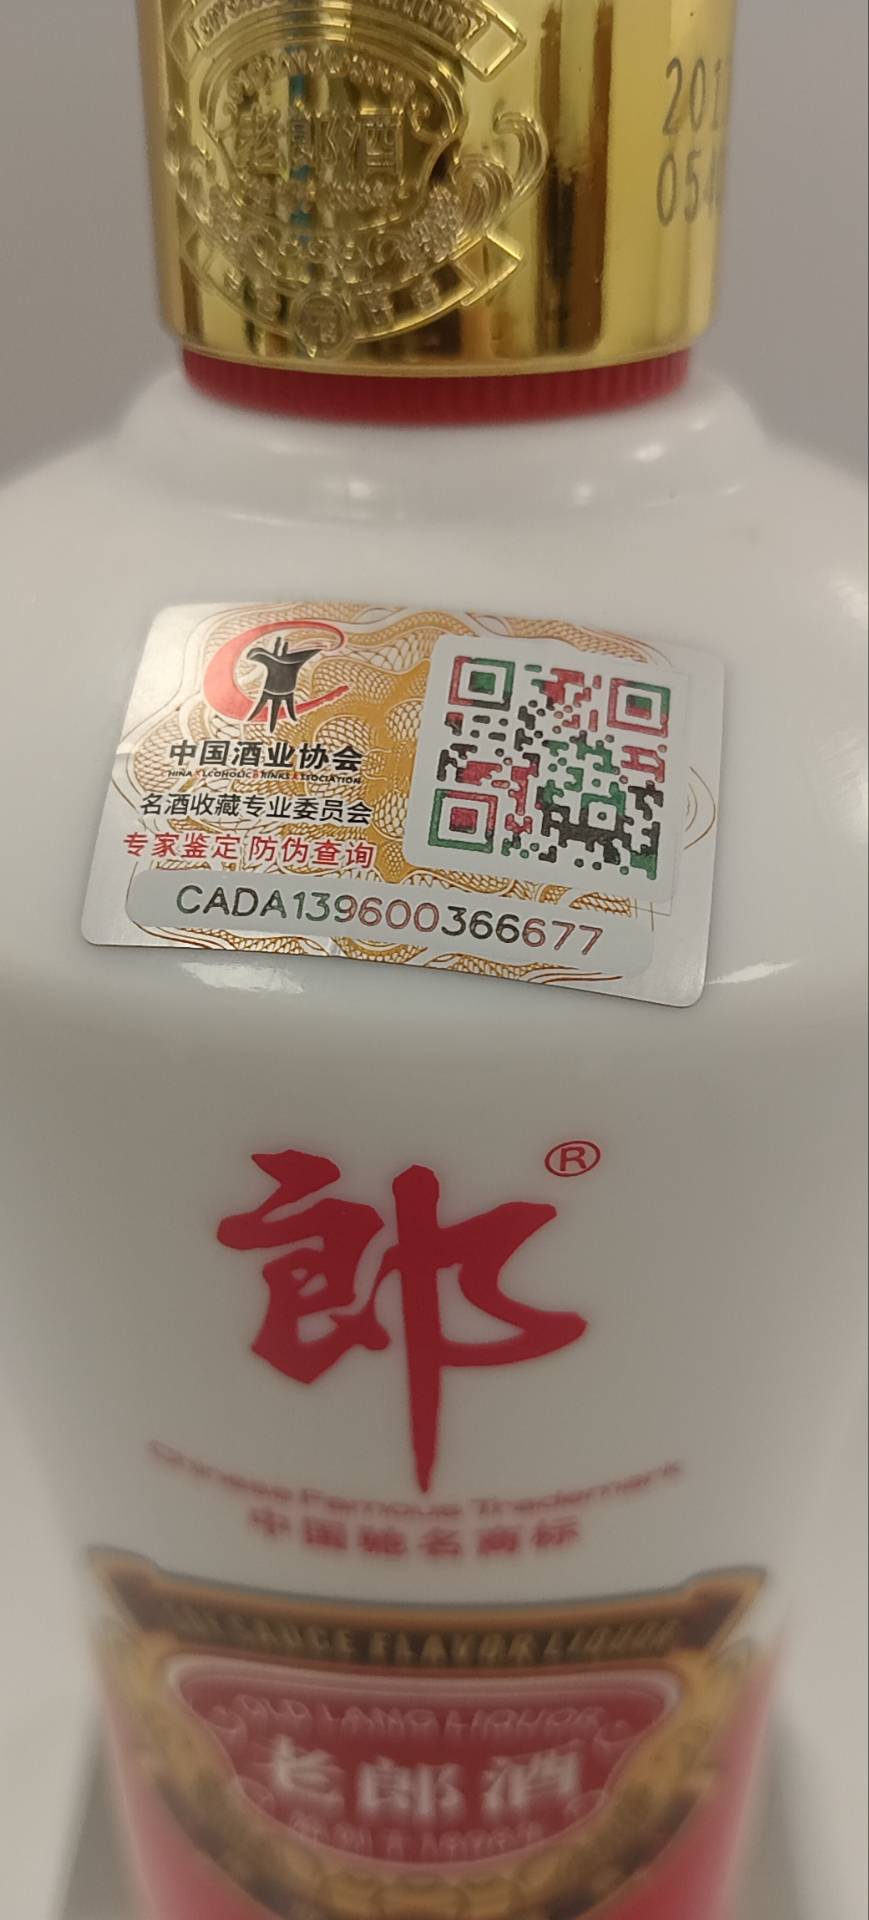 老郎酒
201
054
中国酒业协会
CHINA ALCOHOLIC DRINKS ASSOCIATION
名酒收藏专业委员会
专家鉴定 防伪查询
CADA139600366677
郎®
Chinese Famous Trademark
中国驰名商标
SOY SAUCE FLAVOR LIQUOR
OLD LANG LIQUOR
老郎酒